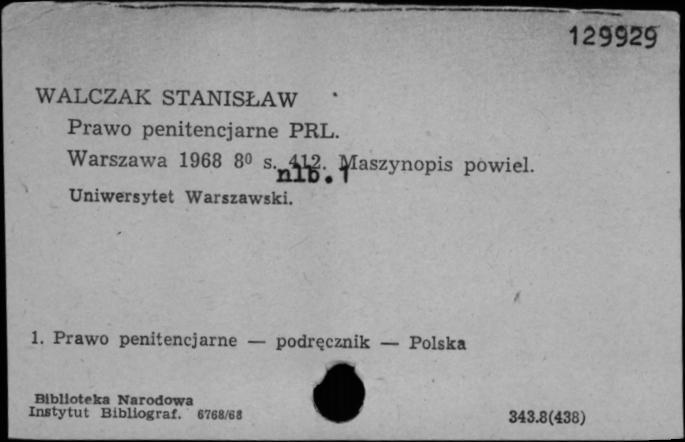 129929
WALCZAK STANISŁAW
Prawo penitencjarne PRL.
Warszawa 1968 8⁰ s. 412. Maszynopis powiel.
nlb. 1
Uniwersytet Warszawski.
1. Prawo penitencjarne — podręcznik — Polska
Biblioteka Narodowa
Instytut Bibliograf. 6768/68
343.8(438)